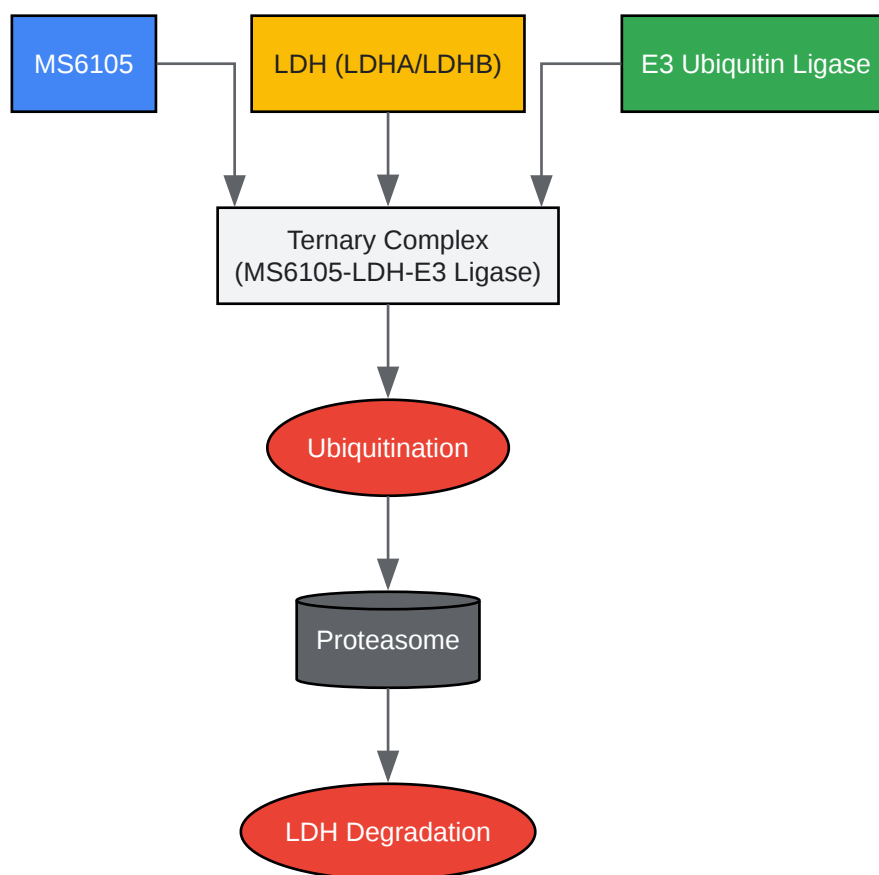 MS6105
LDH (LDHA/LDHB)
E3 Ubiquitin Ligase
Ternary Complex
(MS6105-LDH-E3 Ligase)
Ubiquitination
Proteasome
LDH Degradation